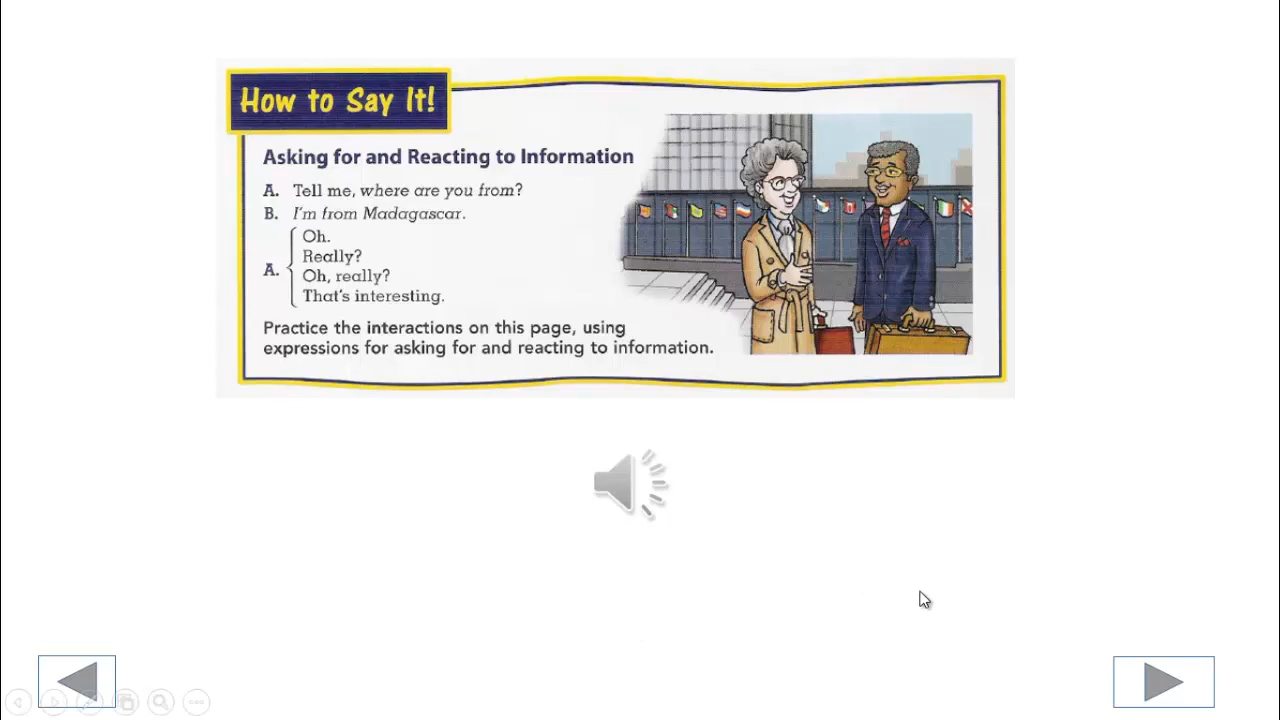 How to Say It!
Asking for and Reacting to Information
A. Tell me, where are you from?
B. I'm from Madagascar.
A. Oh.
Really?
Oh, really?
That's interesting.
Practice the interactions on this page, using
expressions for asking for and reacting to information.